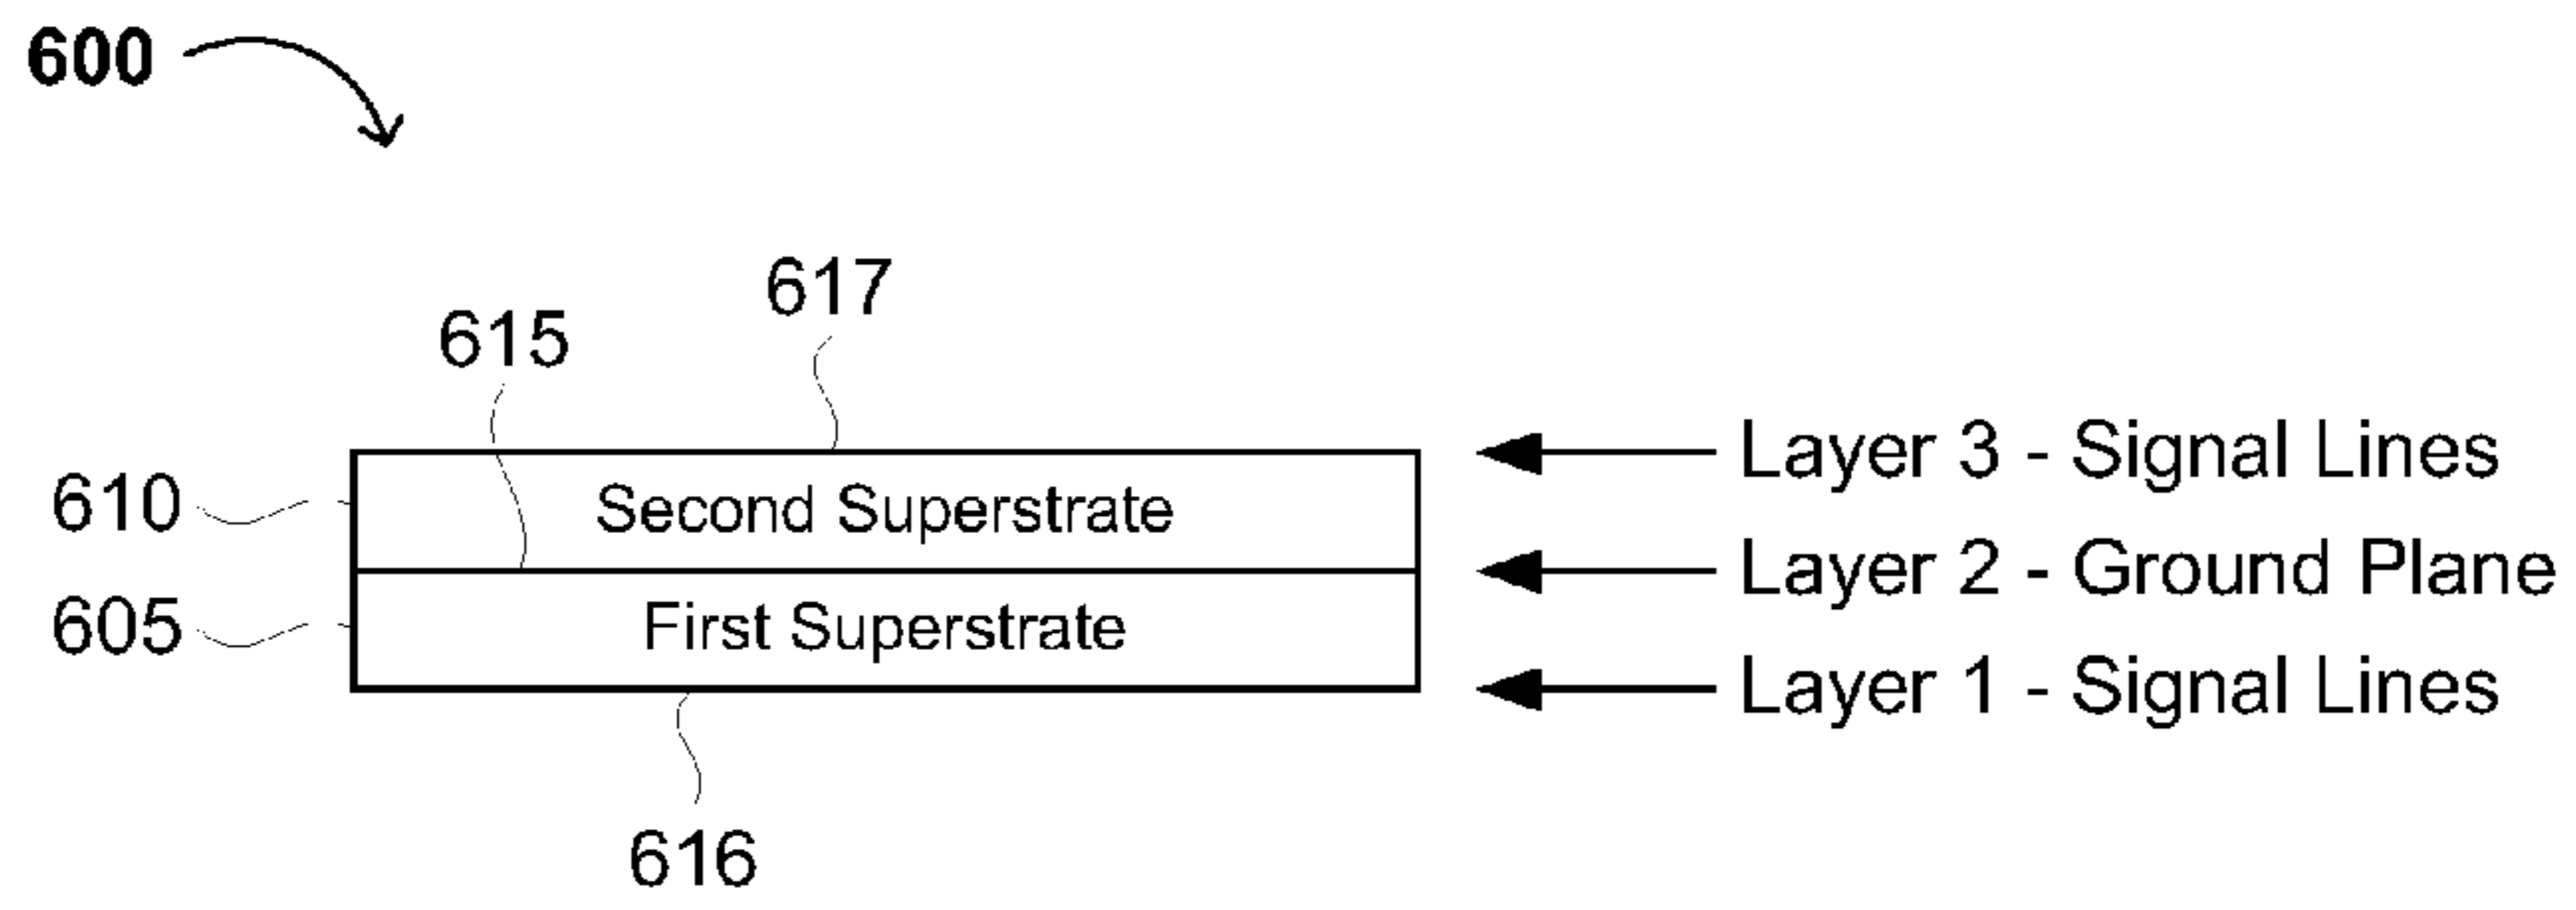 600
617
615
Layer 3 - Signal Lines
610
Second Superstrate
Layer 2 - Ground Plane
605
First Superstrate
Layer 1 - Signal Lines
616